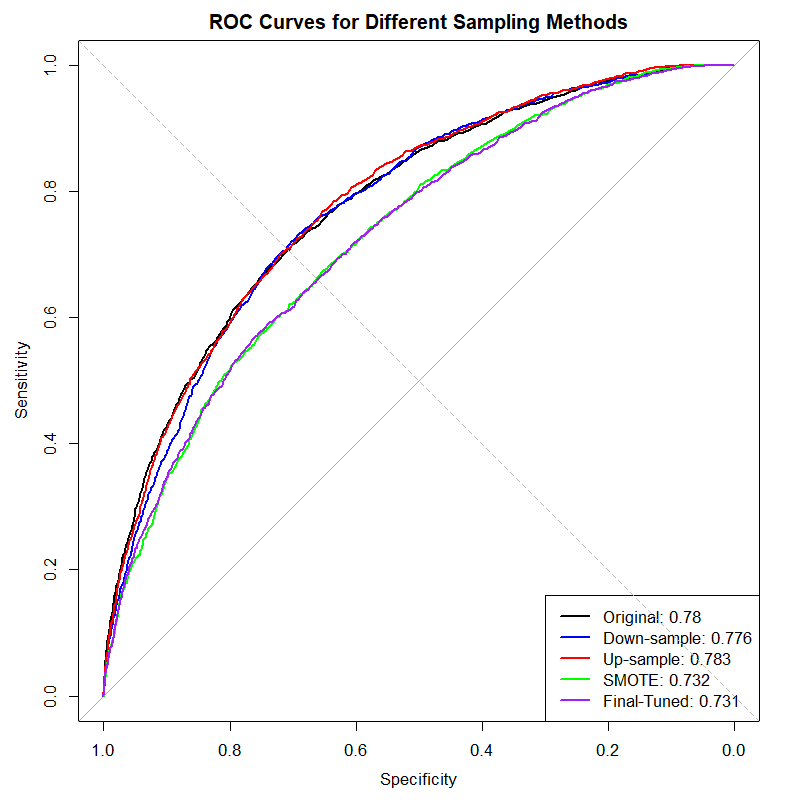 ROC Curves for Different Sampling Methods
Sensitivity
1.0
0.8
0.6
0.4
0.2
0.0
Original: 0.78
Down-sample: 0.776
Up-sample: 0.783
SMOTE: 0.732
Final-Tuned: 0.731
1.0 0.8 0.6 0.4 0.2 0.0
Specificity